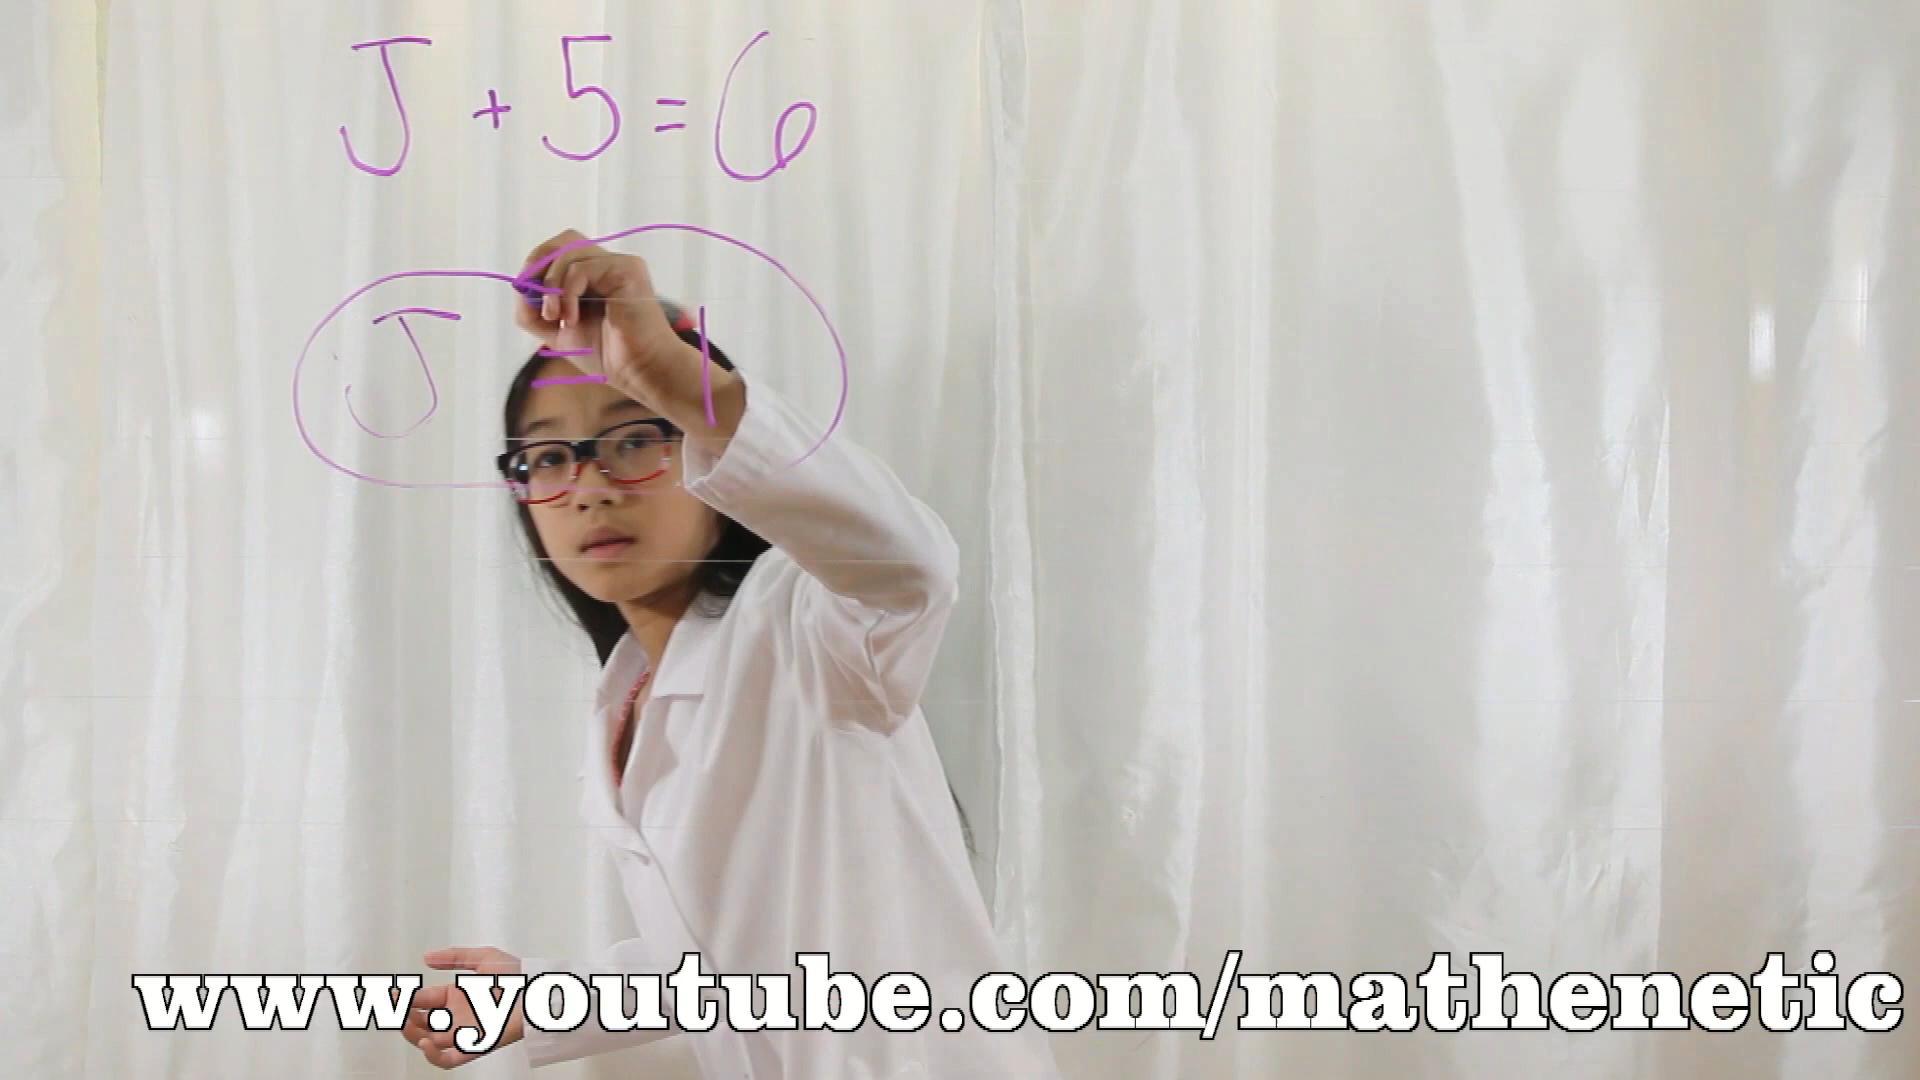 J + 5 = 6
J = 1
www.youtube.com/mathenetic